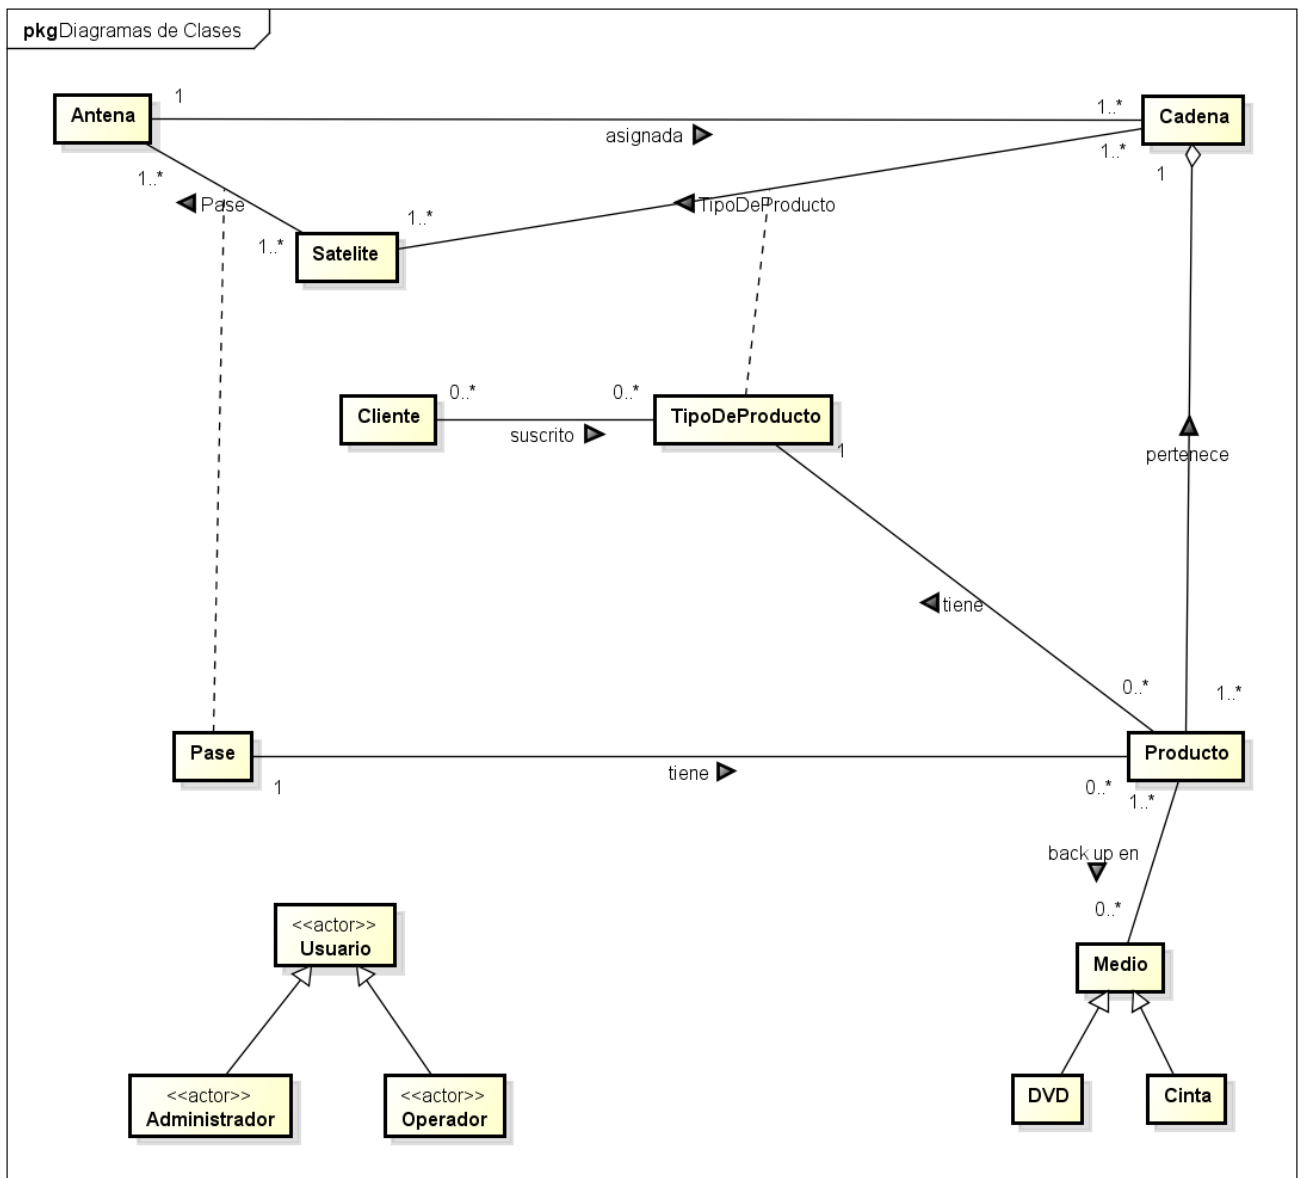 pkgDiagramas de Clases
Antena
1
1..*
Cadena
asignada
1..*
1..*
1
Pase
1..*
TipoDeProducto
1..*
Satelite
Cliente
0..*
0..*
TipoDeProducto
suscrito
1
pertenece
tiene
0..*
1..*
Pase
Producto
1
tiene
0..*
1..*
back up en
0..*
<<actor>>
Usuario
Medio
<<actor>>
Administrador
<<actor>>
Operador
DVD
Cinta